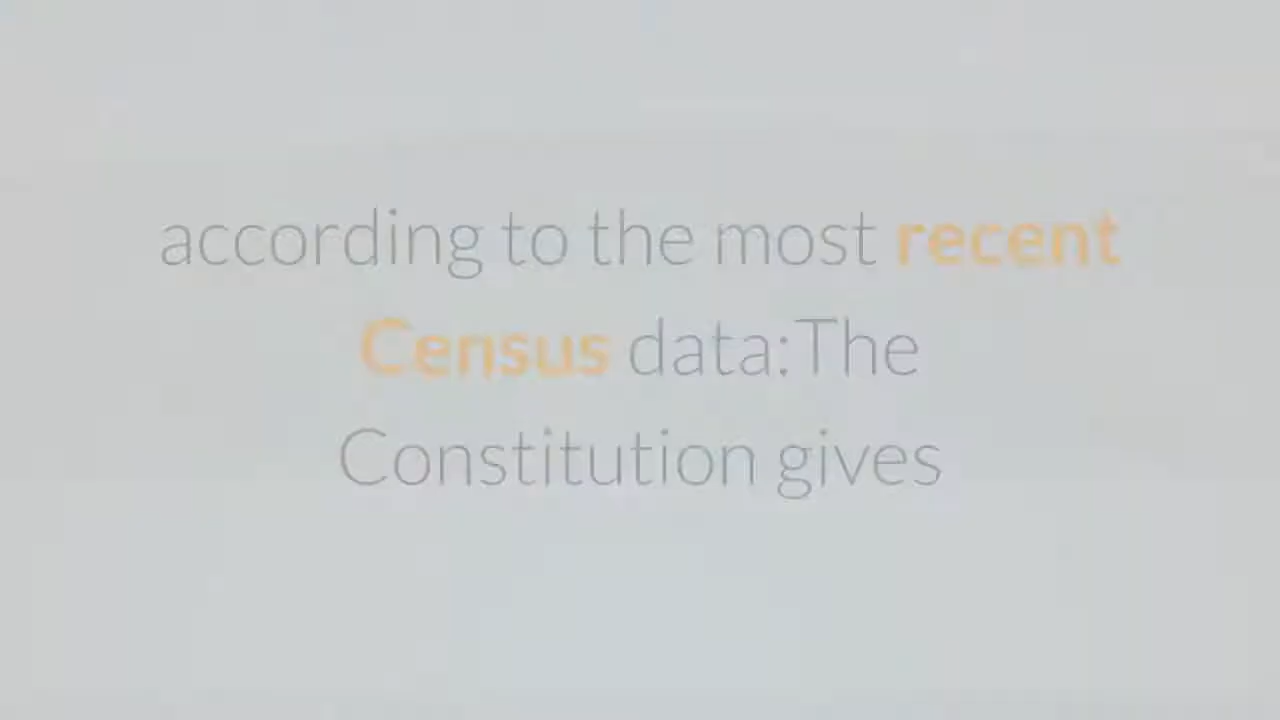 according to the most recent
Census data:The
Constitution gives